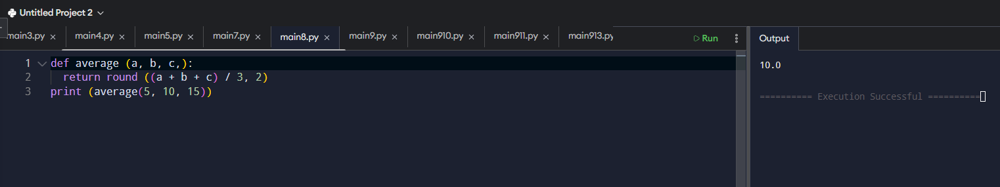 Untitled Project 2
main3.py × main4.py × main5.py × main7.py × main8.py × main9.py × main910.py × main911.py × main913.py
Run
Output
1 def average (a, b, c,):
2 return round ((a + b + c) / 3, 2)
3 print (average(5, 10, 15))
10.0
========== Execution Successful ==========